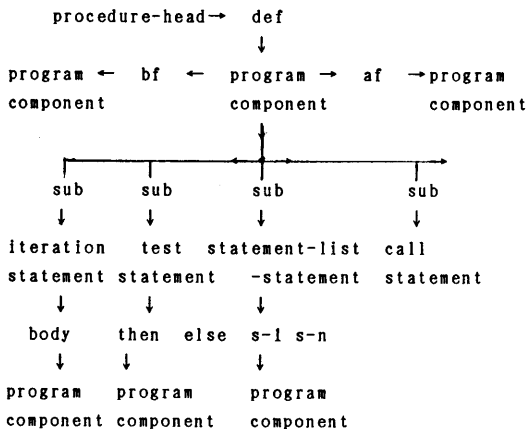 procedure-head→ def
program ← bf ← program → af →program
component component component
sub sub sub sub
iteration test statement-list call
statement statement -statement statement
body then else s-1 s-n
program program program
component component component